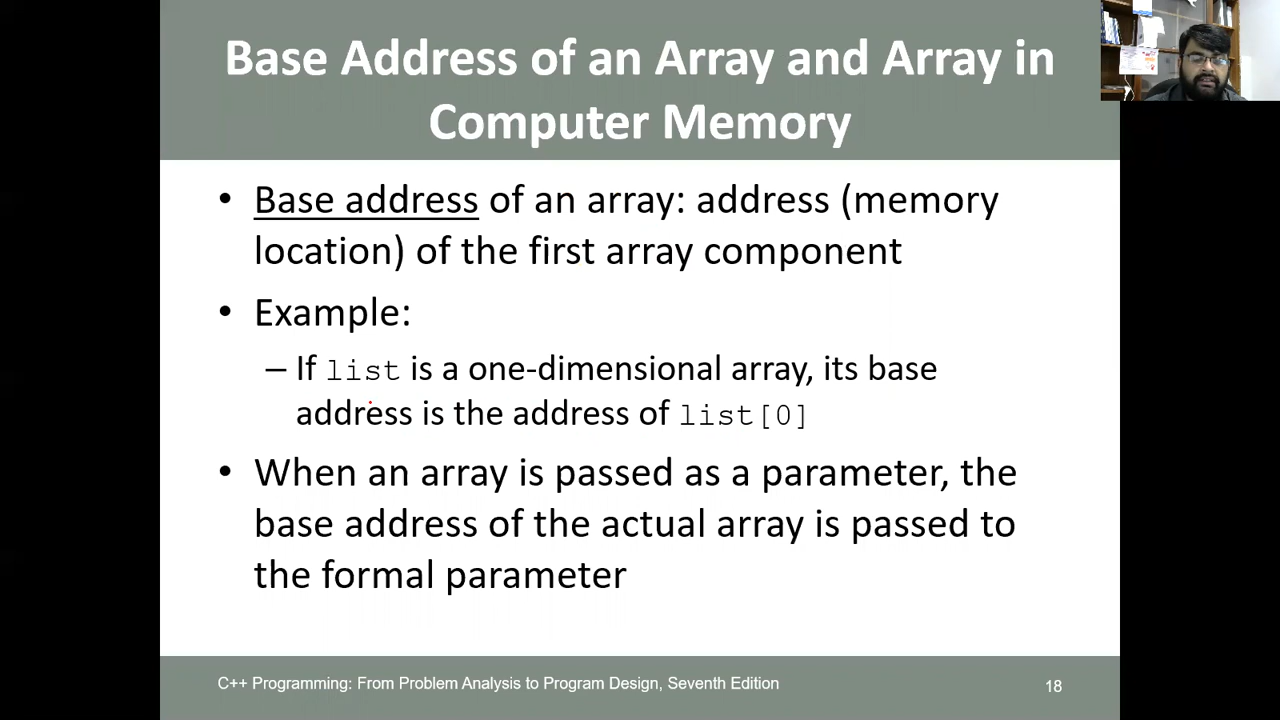 Base Address of an Array and Array in
Computer Memory
• Base address of an array: address (memory
location) of the first array component
• Example:
– If list is a one-dimensional array, its base
address is the address of list[0]
• When an array is passed as a parameter, the
base address of the actual array is passed to
the formal parameter
C++ Programming: From Problem Analysis to Program Design, Seventh Edition
18